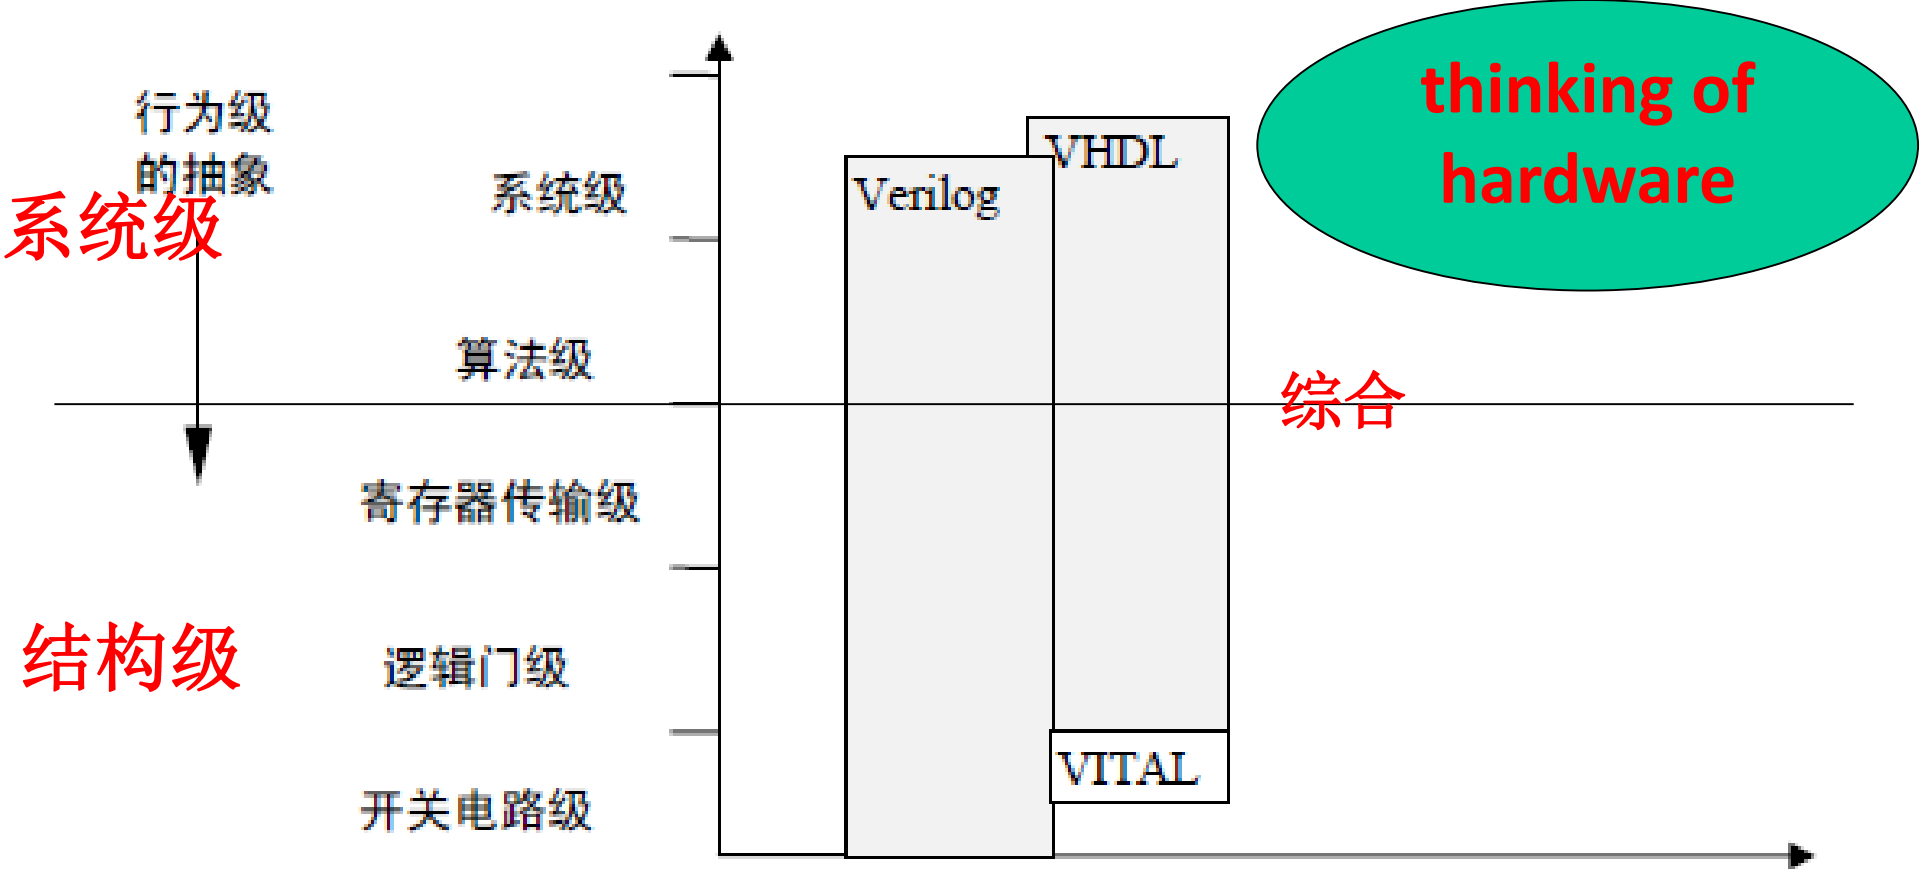 thinking of
hardware
行为级
的抽象
系统级
VHDL
系统级
Verilog
算法级
综合
寄存器传输级
结构级
逻辑门级
VITAL
开关电路级